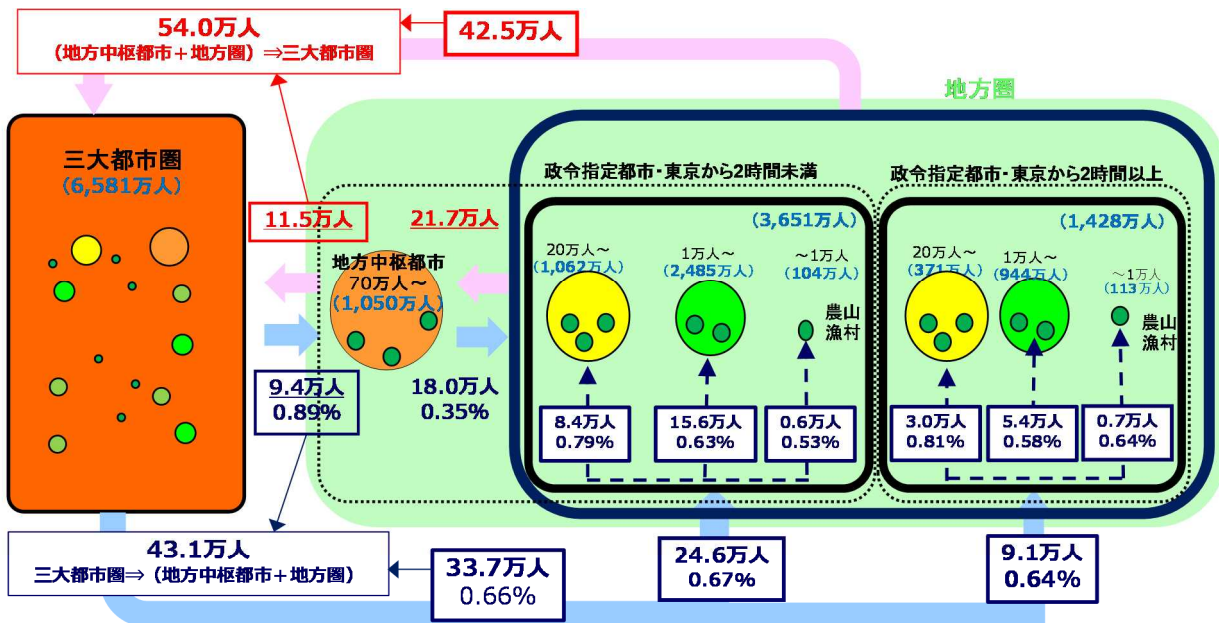 54.0万人
(地方中枢都市＋地方圏）⇒三大都市圏
42.5万人
地方圏
三大都市圏
(6,581万人)
政令指定都市・東京から2時間未満
政令指定都市・東京から2時間以上
11.5万人
21.7万人
(3,651万人)
(1,428万人)
地方中枢都市
70万人～
(1,050万人)
20万人～
(1,062万人)
1万人～
(2,485万人)
～1万人
(104万人)
農山
漁村
20万人～
(371万人)
1万人～
(944万人)
～1万人
(113万人)
農山
漁村
9.4万人
0.89%
18.0万人
0.35%
8.4万人
0.79%
15.6万人
0.63%
0.6万人
0.53%
3.0万人
0.81%
5.4万人
0.58%
0.7万人
0.64%
43.1万人
三大都市圏⇒（地方中枢都市＋地方圏）
33.7万人
0.66%
24.6万人
0.67%
9.1万人
0.64%